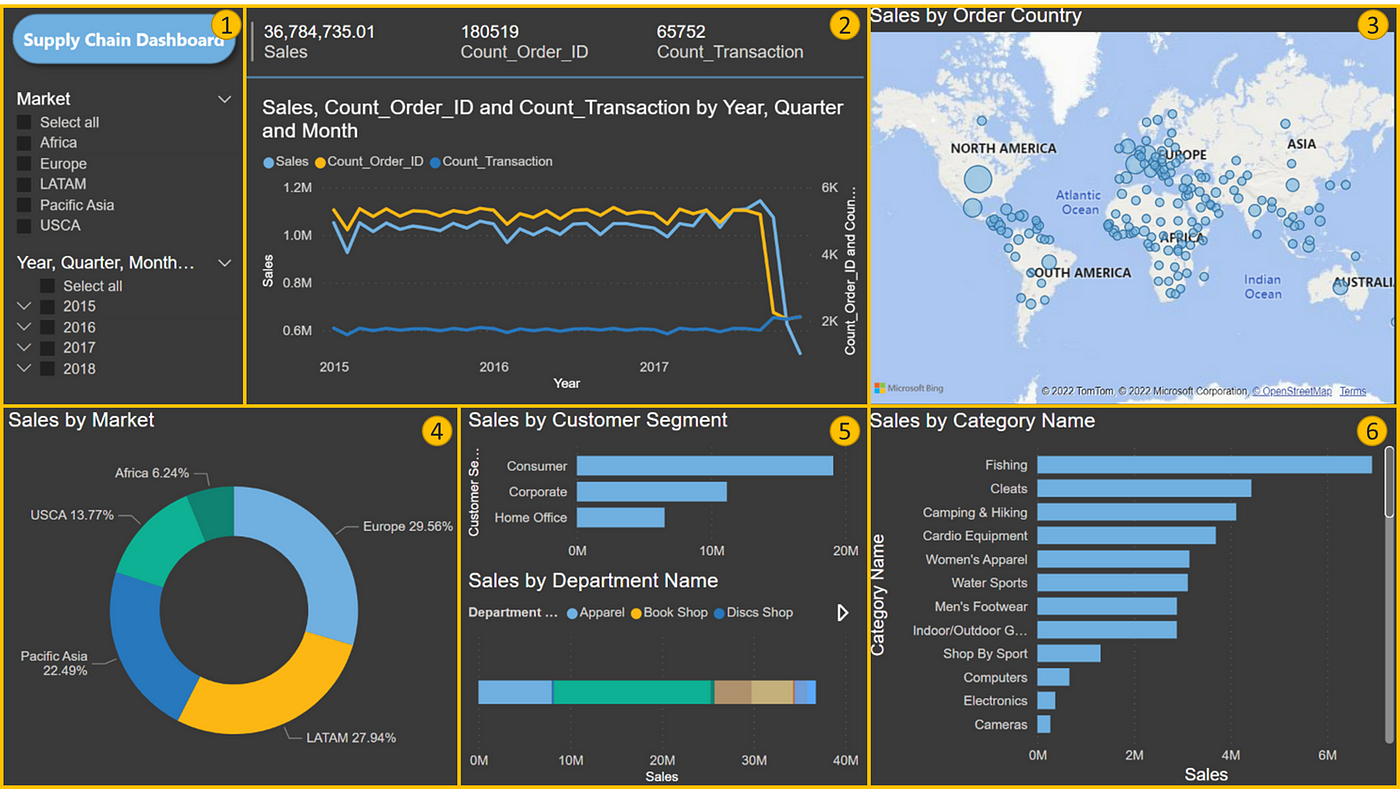 Supply Chain Dashboard
1
Market
Select all
Africa
Europe
LATAM
Pacific Asia
USCA
Year, Quarter, Month...
Select all
2015
2016
2017
2018
36,784,735.01
Sales
180519
Count_Order_ID
65752
Count_Transaction
2
Sales, Count_Order_ID and Count_Transaction by Year, Quarter
and Month
Sales Count_Order_ID Count_Transaction
1.2M
1.0M
0.8M
0.6M
Sales
6K
4K
2K
Count_Order_ID and Coun...
2015 2016 2017
Year
Sales by Order Country
3
NORTH AMERICA
EUROPE
ASIA
Atlantic
Ocean
AFRICA
SOUTH AMERICA
Indian
Ocean
AUSTRALI
Microsoft Bing
© 2022 TomTom, © 2022 Microsoft Corporation, © OpenStreetMap Terms
Sales by Market
4
Africa 6.24%
USCA 13.77%
Europe 29.56%
Pacific Asia
22.49%
LATAM 27.94%
Sales by Customer Segment
5
Customer Se...
Consumer
Corporate
Home Office
0M 10M 20M
Sales by Department Name
Department ... Apparel Book Shop Discs Shop
0M 10M 20M 30M 40M
Sales
Sales by Category Name
6
Category Name
Fishing
Cleats
Camping & Hiking
Cardio Equipment
Women's Apparel
Water Sports
Men's Footwear
Indoor/Outdoor G...
Shop By Sport
Computers
Electronics
Cameras
0M 2M 4M 6M
Sales